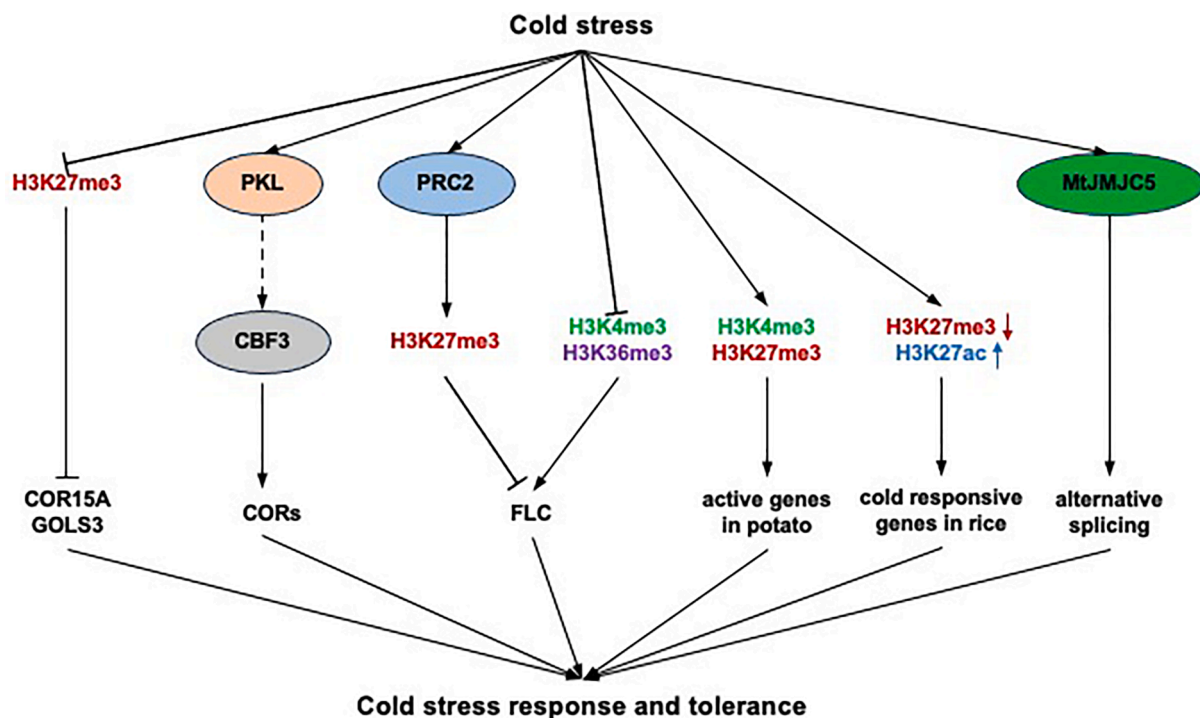 Cold stress
H3K27me3
PKL
PRC2
MtJMJC5
CBF3
H3K27me3
H3K4me3
H3K36me3
H3K4me3
H3K27me3
H3K27me3 ↓
H3K27ac ↑
COR15A
GOLS3
CORs
FLC
active genes
in potato
cold responsive
genes in rice
alternative
splicing
Cold stress response and tolerance